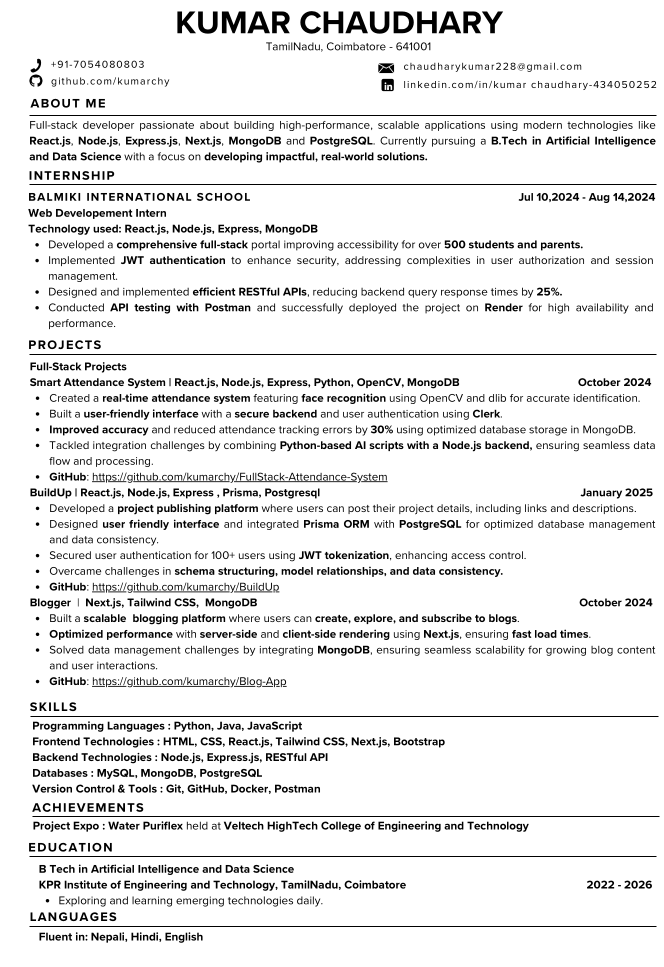 KUMAR CHAUDHARY
TamilNadu, Coimbatore - 641001
+91-7054080803
chaudharykumar228@gmail.com
github.com/kumarchy
linkedin.com/in/kumar chaudhary-434050252
ABOUT ME
Full-stack developer passionate about building high-performance, scalable applications using modern technologies like
React.js, Node.js, Express.js, Next.js, MongoDB and PostgreSQL. Currently pursuing a B.Tech in Artificial Intelligence
and Data Science with a focus on developing impactful, real-world solutions.
INTERNSHIP
BALMIKI INTERNATIONAL SCHOOL Jul 10,2024 - Aug 14,2024
Web Developement Intern
Technology used: React.js, Node.js, Express, MongoDB
• Developed a comprehensive full-stack portal improving accessibility for over 500 students and parents.
• Implemented JWT authentication to enhance security, addressing complexities in user authorization and session
management.
• Designed and implemented efficient RESTful APIs, reducing backend query response times by 25%.
• Conducted API testing with Postman and successfully deployed the project on Render for high availability and
performance.
PROJECTS
Full-Stack Projects
Smart Attendance System | React.js, Node.js, Express, Python, OpenCV, MongoDB October 2024
• Created a real-time attendance system featuring face recognition using OpenCV and dlib for accurate identification.
• Built a user-friendly interface with a secure backend and user authentication using Clerk.
• Improved accuracy and reduced attendance tracking errors by 30% using optimized database storage in MongoDB.
• Tackled integration challenges by combining Python-based AI scripts with a Node.js backend, ensuring seamless data
flow and processing.
• GitHub: https://github.com/kumarchy/FullStack-Attendance-System
BuildUp | React.js, Node.js, Express , Prisma, Postgresql January 2025
• Developed a project publishing platform where users can post their project details, including links and descriptions.
• Designed user friendly interface and integrated Prisma ORM with PostgreSQL for optimized database management
and data consistency.
• Secured user authentication for 100+ users using JWT tokenization, enhancing access control.
• Overcame challenges in schema structuring, model relationships, and data consistency.
• GitHub: https://github.com/kumarchy/BuildUp
Blogger | Next.js, Tailwind CSS, MongoDB October 2024
• Built a scalable blogging platform where users can create, explore, and subscribe to blogs.
• Optimized performance with server-side and client-side rendering using Next.js, ensuring fast load times.
• Solved data management challenges by integrating MongoDB, ensuring seamless scalability for growing blog content
and user interactions.
• GitHub: https://github.com/kumarchy/Blog-App
SKILLS
Programming Languages : Python, Java, JavaScript
Frontend Technologies : HTML, CSS, React.js, Tailwind CSS, Next.js, Bootstrap
Backend Technologies : Node.js, Express.js, RESTful API
Databases : MySQL, MongoDB, PostgreSQL
Version Control & Tools : Git, GitHub, Docker, Postman
ACHIEVEMENTS
Project Expo : Water Puriflex held at Veltech HighTech College of Engineering and Technology
EDUCATION
B Tech in Artificial Intelligence and Data Science
KPR Institute of Engineering and Technology, TamilNadu, Coimbatore 2022 - 2026
• Exploring and learning emerging technologies daily.
LANGUAGES
Fluent in: Nepali, Hindi, English